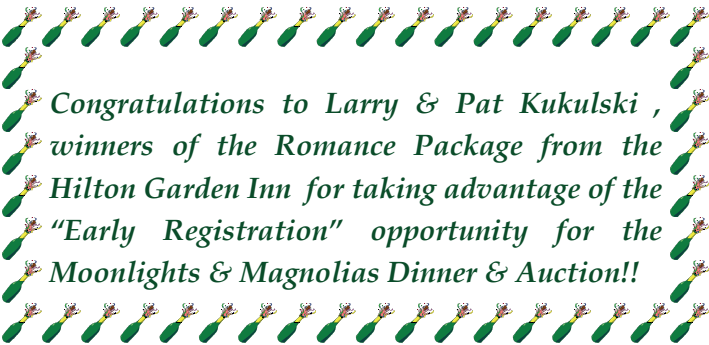 Congratulations to Larry & Pat Kukulski ,
winners of the Romance Package from the
Hilton Garden Inn for taking advantage of the
“Early Registration” opportunity for the
Moonlights & Magnolias Dinner & Auction!!